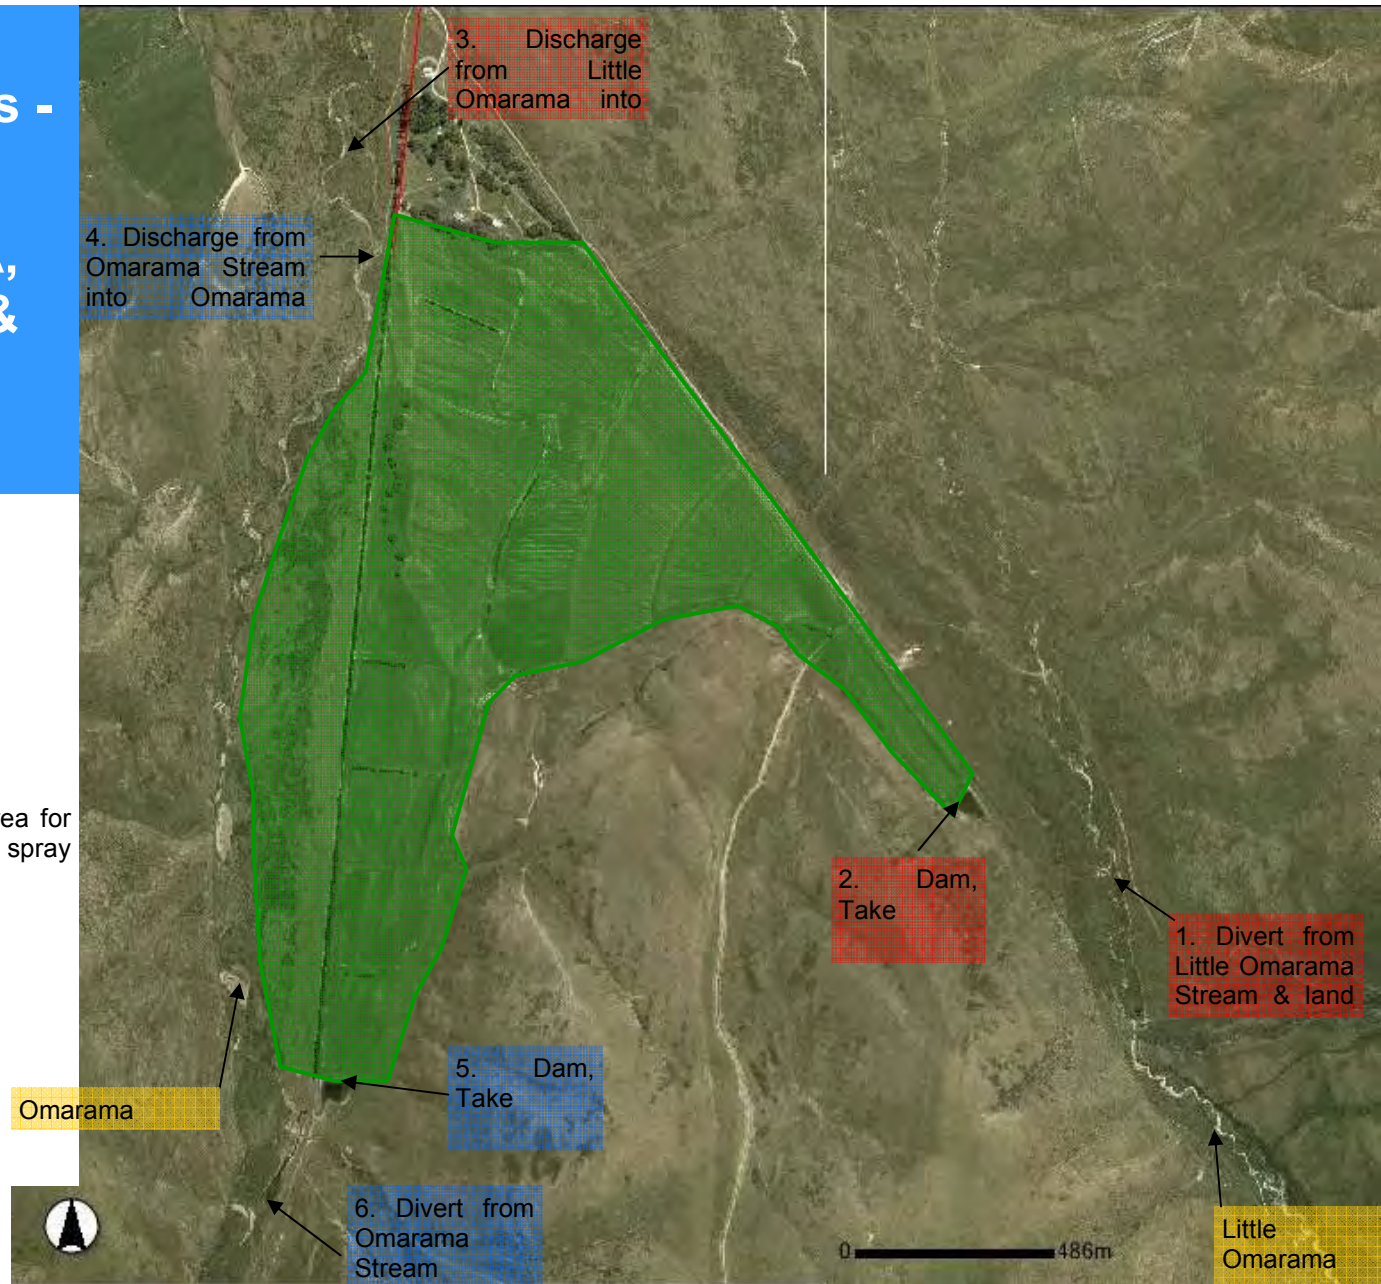 s -
&
3. Discharge
from Little
Omarama into
4. Discharge from
Omarama Stream
into Omarama
ea for
spray
2. Dam,
Take
1. Divert from
Little Omarama
Stream & land
5. Dam,
Take
Omarama
6. Divert from
Omarama
Stream
0 486m
Little
Omarama